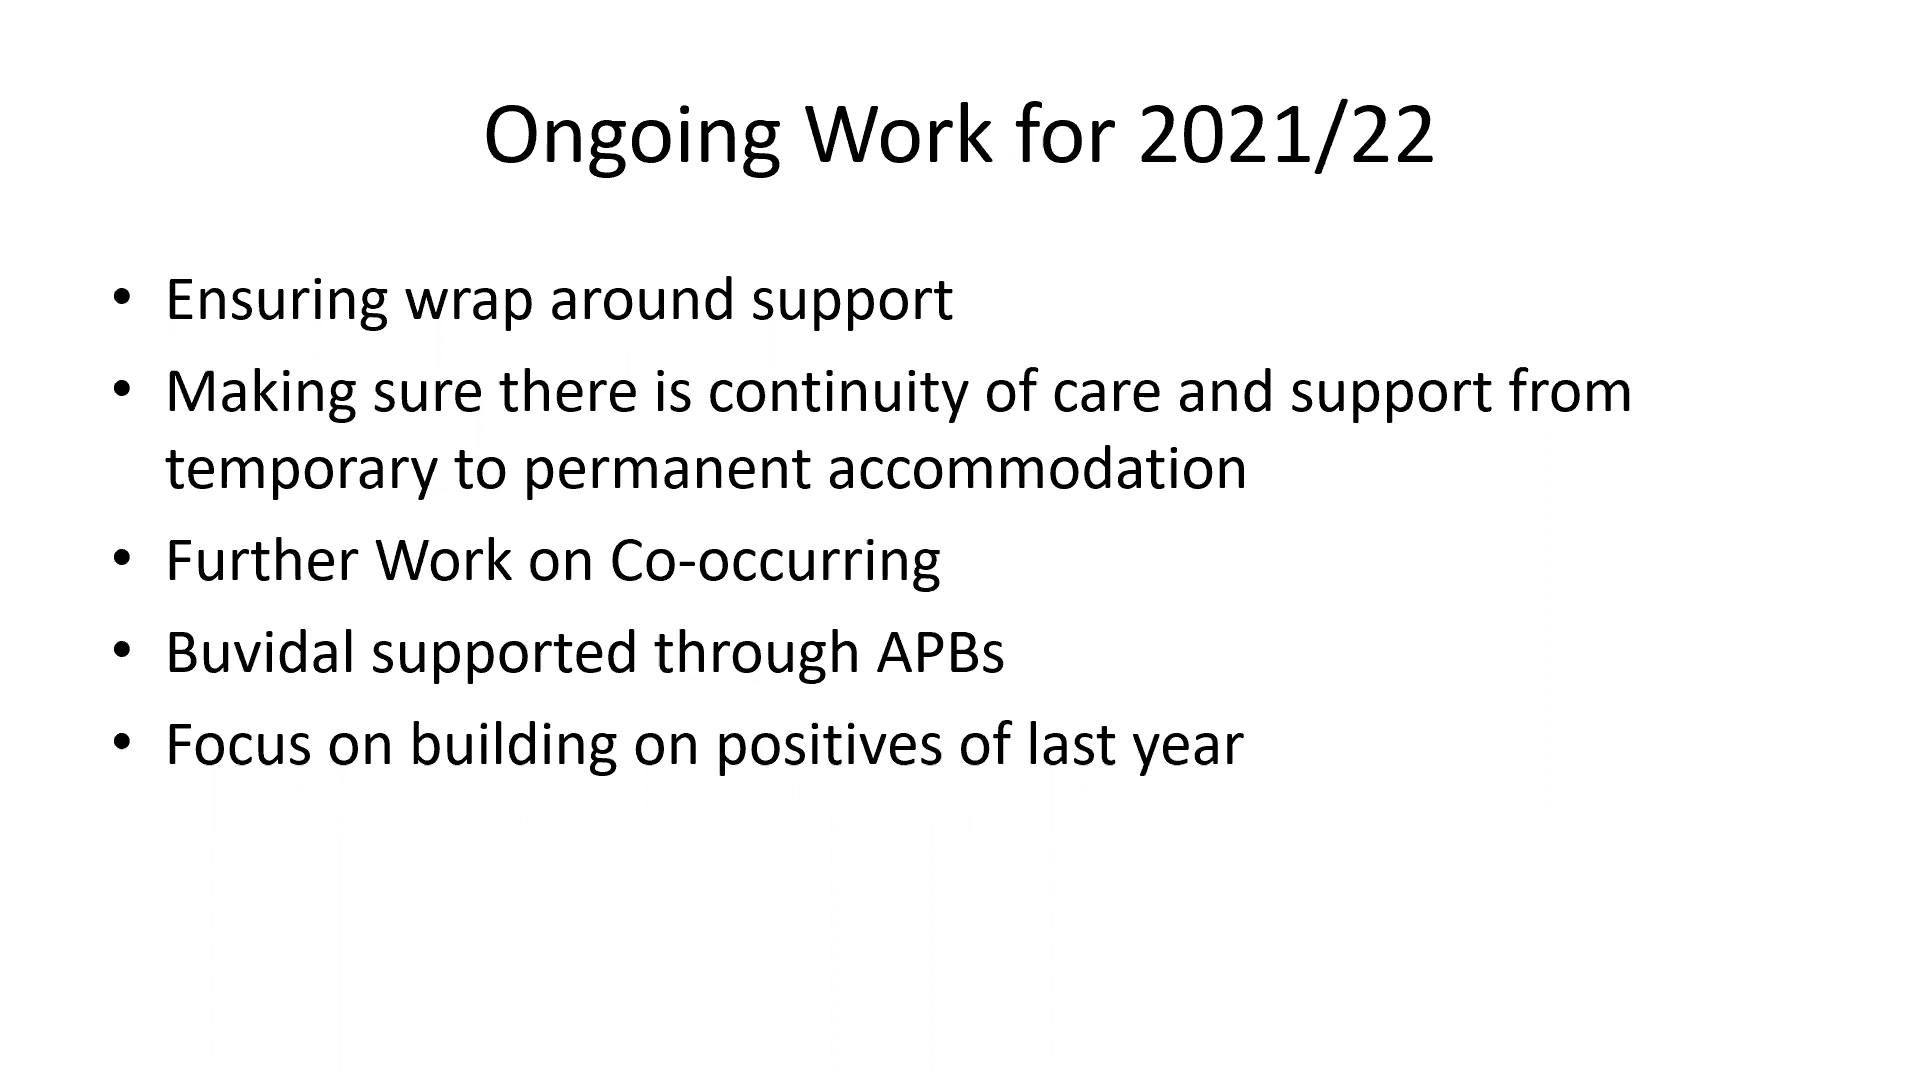 Ongoing Work for 2021/22
• Ensuring wrap around support
• Making sure there is continuity of care and support from
temporary to permanent accommodation
• Further Work on Co-occurring
• Buvidal supported through APBs
• Focus on building on positives of last year